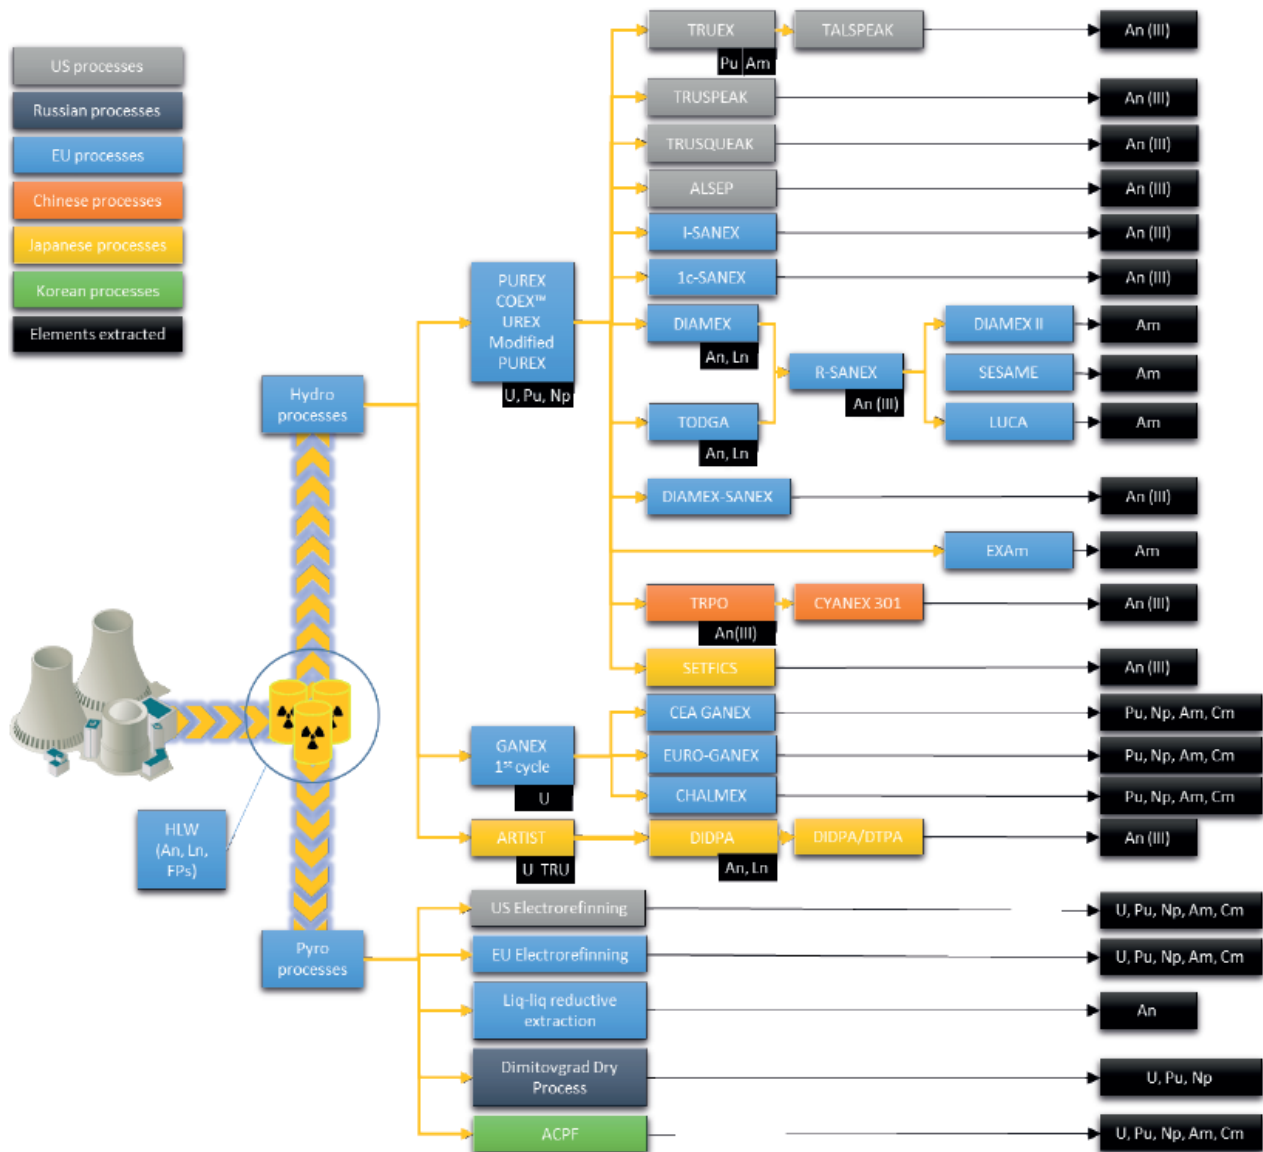 US processes
Russian processes
EU processes
Chinese processes
Japanese processes
Korean processes
Elements extracted
HLW
(An, Ln,
FPs)
Hydro
processes
Pyro
processes
PUREX
COEX™
UREX
Modified
PUREX
U, Pu, Np
TRUEX
Pu Am
TALSPEAK
An (III)
TRUSPEAK
An (III)
TRUSQUEAK
An (III)
ALSEP
An (III)
I-SANEX
An (III)
1c-SANEX
An (III)
DIAMEX
An, Ln
TODGA
An, Ln
R-SANEX
An (III)
DIAMEX II
Am
SESAME
Am
LUCA
Am
DIAMEX-SANEX
An (III)
EXAm
Am
TRPO
An(III)
CYANEX 301
An (III)
SETFICS
An (III)
GANEX
1st cycle
U
CEA GANEX
Pu, Np, Am, Cm
EURO-GANEX
Pu, Np, Am, Cm
CHALMEX
Pu, Np, Am, Cm
ARTIST
U TRU
DIDPA
An, Ln
DIDPA/DTPA
An (III)
US Electrorefinning
U, Pu, Np, Am, Cm
EU Electrorefinning
U, Pu, Np, Am, Cm
Liq-liq reductive
extraction
An
Dimitovgrad Dry
Process
U, Pu, Np
ACPF
U, Pu, Np, Am, Cm